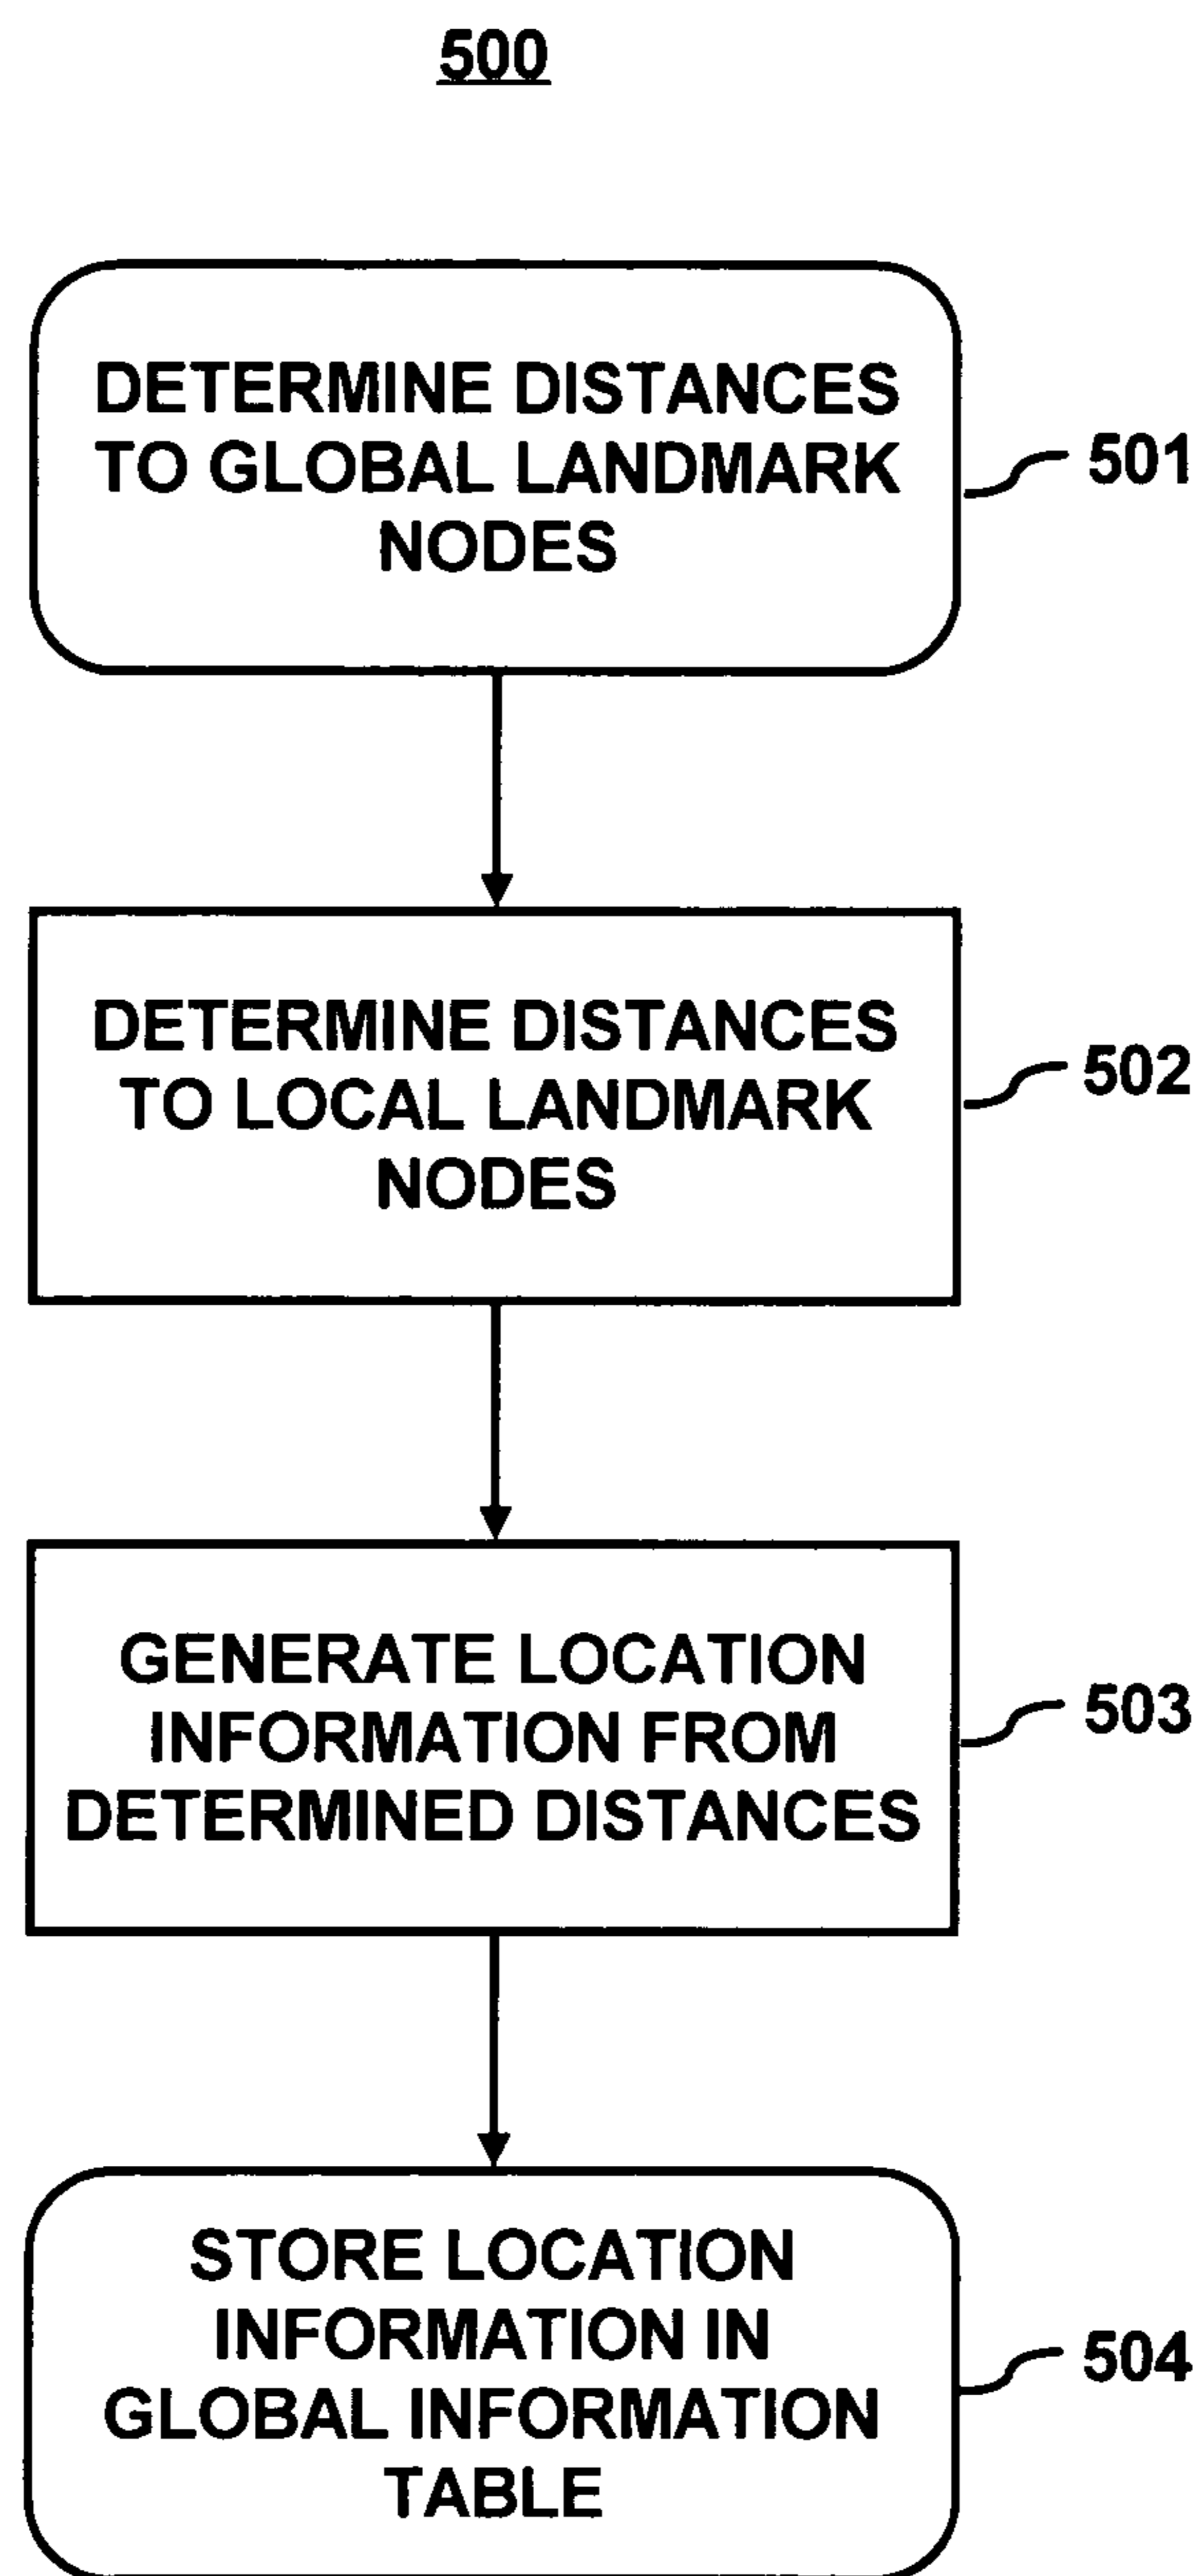 500
DETERMINE DISTANCES
TO GLOBAL LANDMARK
NODES
501
DETERMINE DISTANCES
TO LOCAL LANDMARK
NODES
502
GENERATE LOCATION
INFORMATION FROM
DETERMINED DISTANCES
503
STORE LOCATION
INFORMATION IN
GLOBAL INFORMATION
TABLE
504